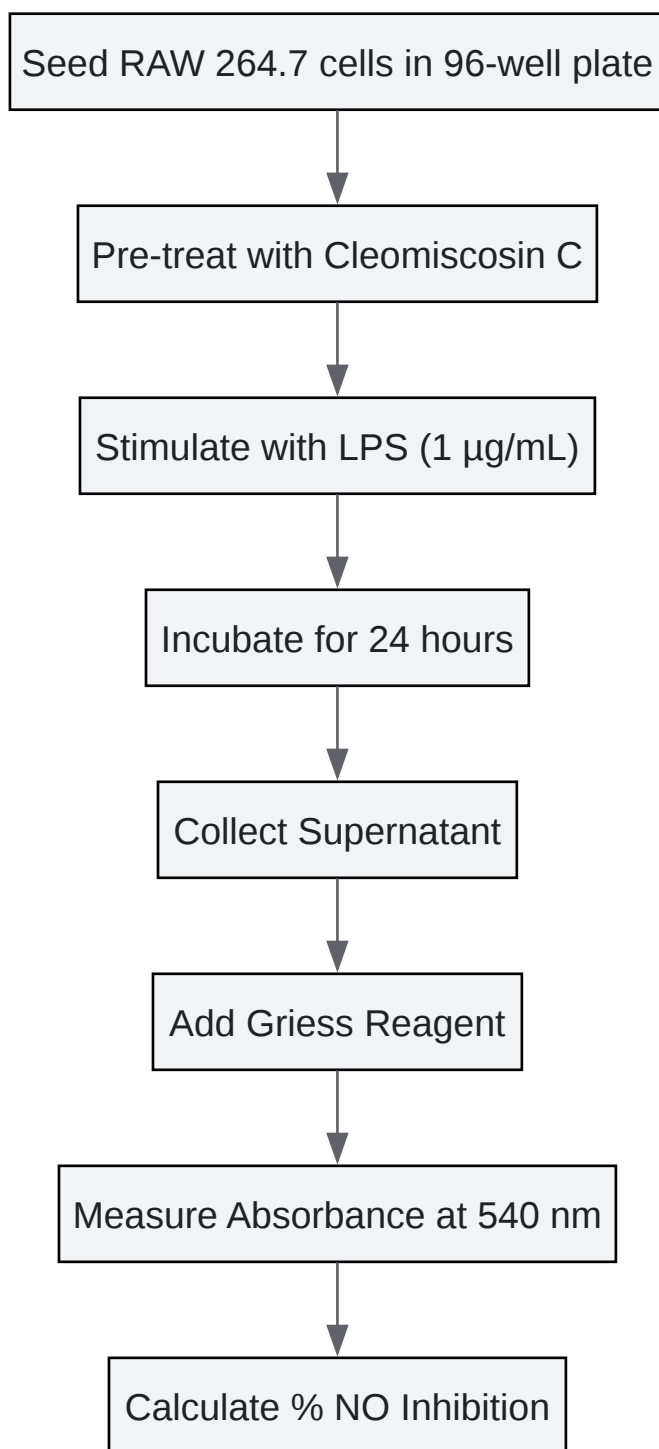 Seed RAW 264.7 cells in 96-well plate
Pre-treat with Cleomiscosin C
Stimulate with LPS (1 µg/mL)
Incubate for 24 hours
Collect Supernatant
Add Griess Reagent
Measure Absorbance at 540 nm
Calculate % NO Inhibition